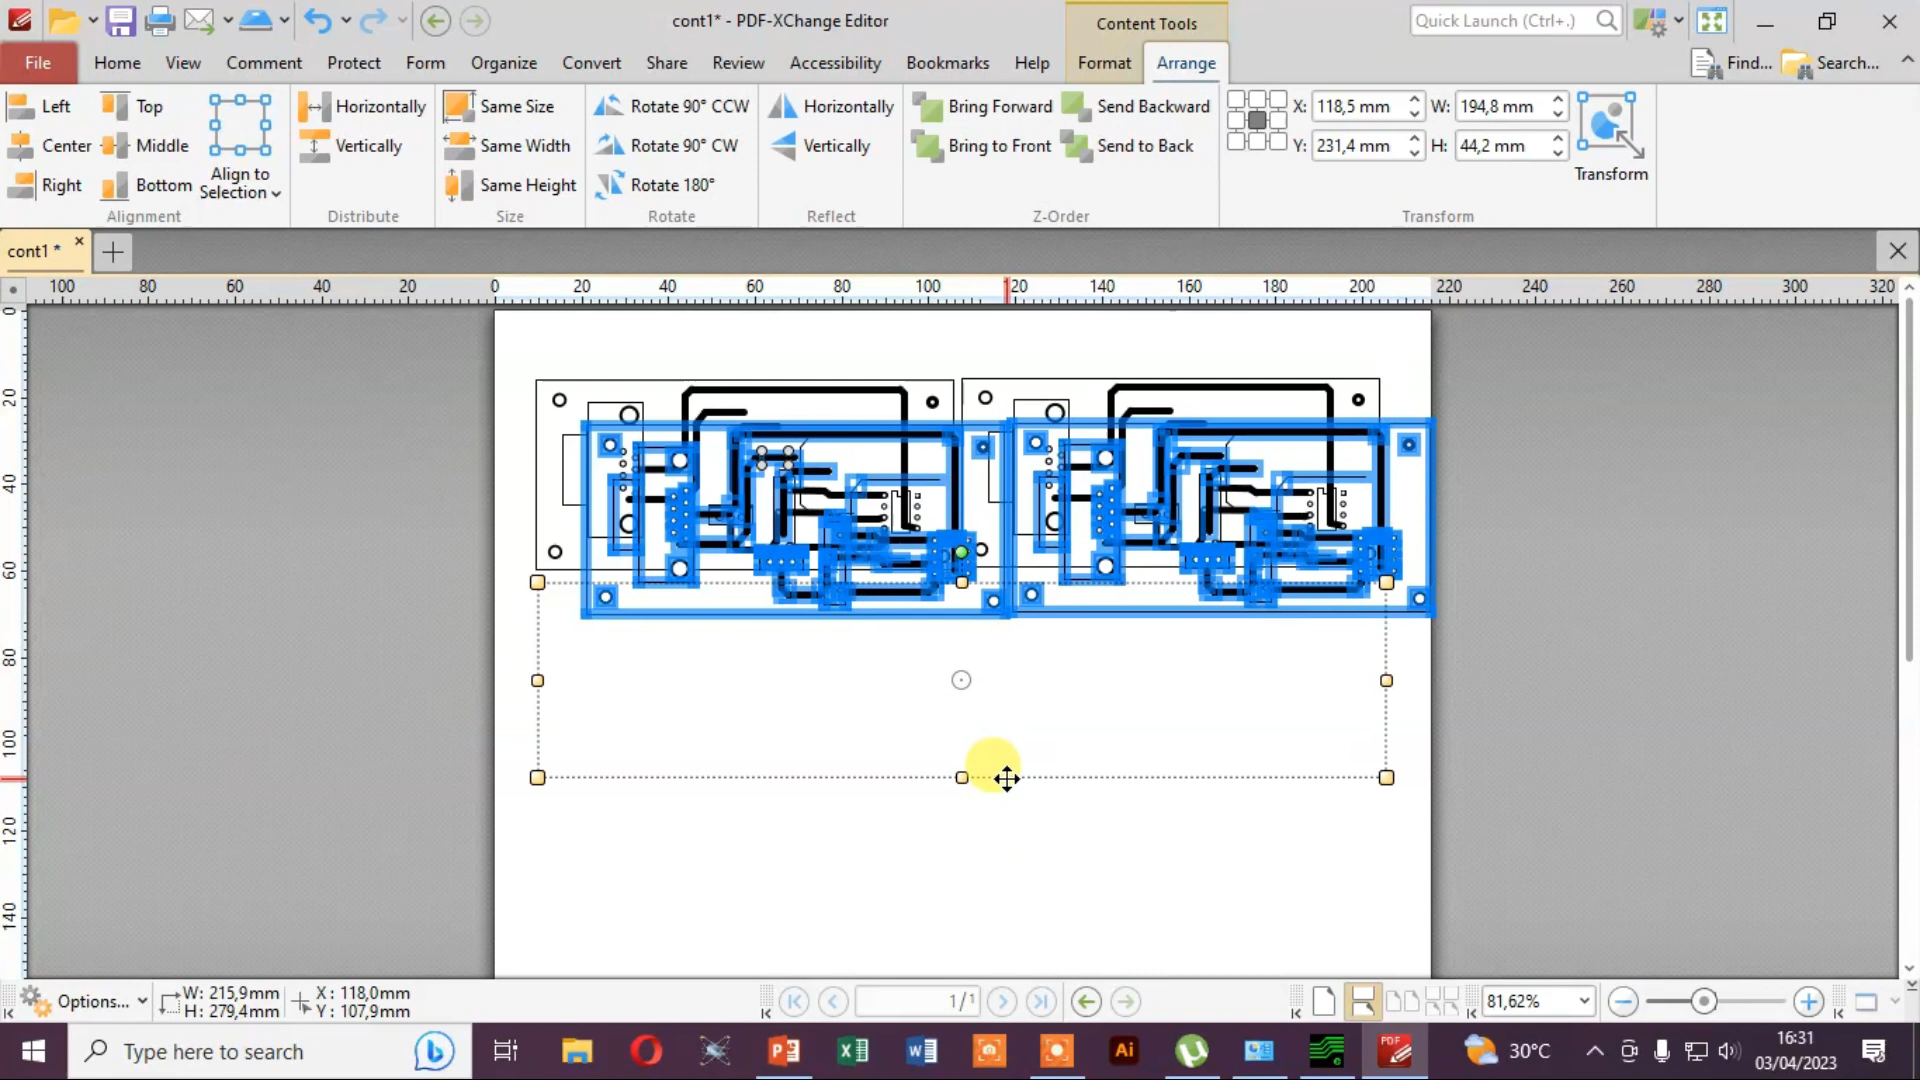 cont1* - PDF-XChange Editor
Content Tools
Quick Launch (Ctrl+.)
File
Home
View
Comment
Protect
Form
Organize
Convert
Share
Review
Accessibility
Bookmarks
Help
Format
Arrange
Find...
Search...
Left
Top
Center
Middle
Right
Bottom
Align to
Selection
Alignment
Horizontally
Vertically
Distribute
Same Size
Same Width
Same Height
Size
Rotate 90° CCW
Rotate 90° CW
Rotate 180°
Rotate
Horizontally
Vertically
Reflect
Bring Forward
Send Backward
Bring to Front
Send to Back
Z-Order
X: 118,5 mm
W: 194,8 mm
Y: 231,4 mm
H: 44,2 mm
Transform
Transform
cont1 *
100 80 60 40 20 0 20 40 60 80 100 120 140 160 180 200 220 240 260 280 300 320
0
20
40
60
80
100
120
140
Options...
W: 215,9mm
H: 279,4mm
X : 118,0mm
Y : 107,9mm
1/1
81,62%
Type here to search
Ai
PDF
30°C
16:31
03/04/2023